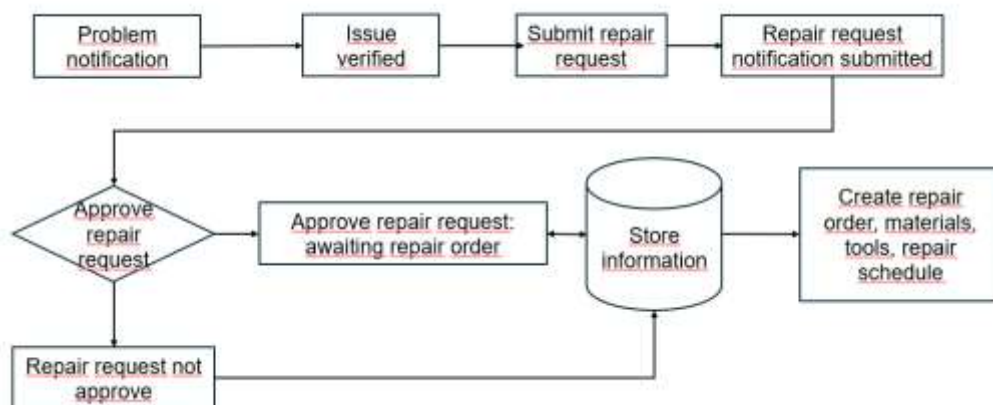 Problem
notification
Issue
verified
Submit repair
request
Repair request
notification submitted
Approve
repair
request
Approve repair request:
awaiting repair order
Store
information
Create repair
order, materials,
tools, repair
schedule
Repair request not
approve